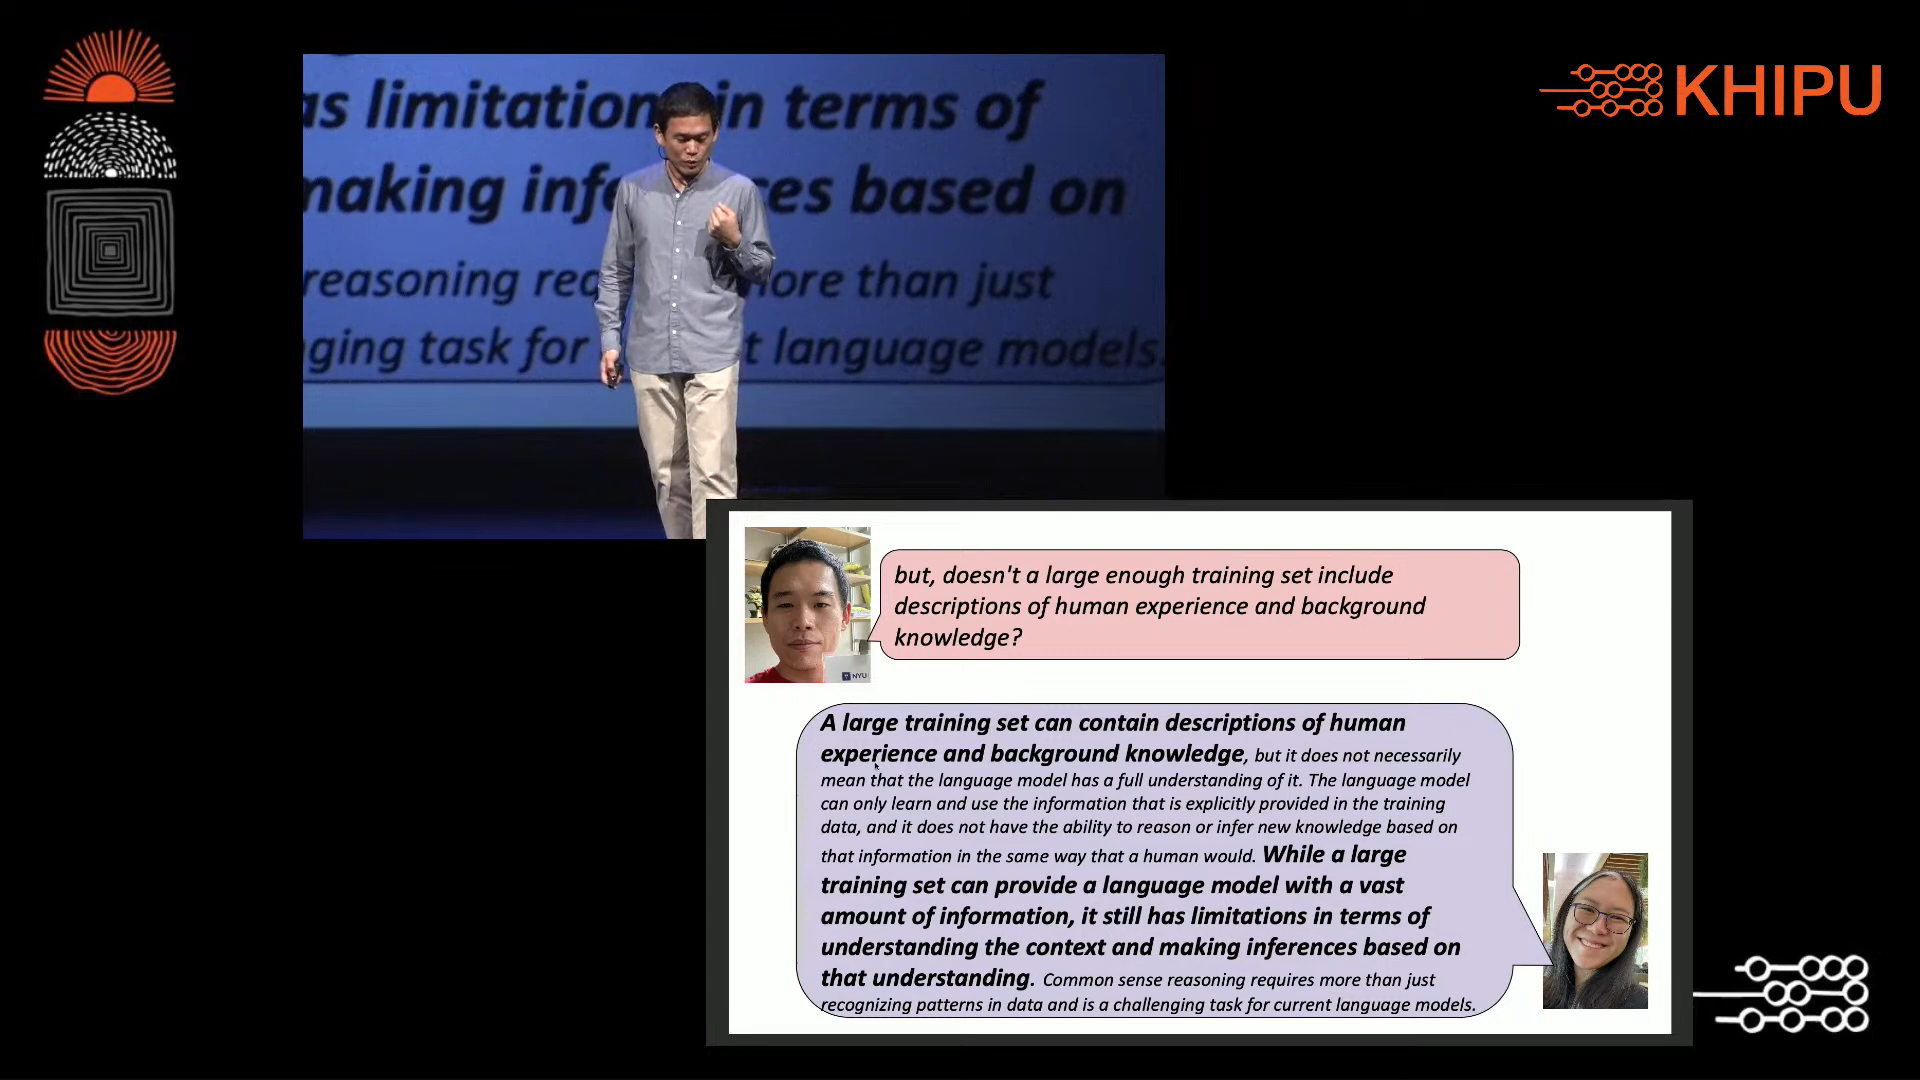 as limitation in terms of
making infe ces based on
reasoning req more than just
ging task for t language models.
KHIPU
but, doesn't a large enough training set include
descriptions of human experience and background
knowledge?
NYU
A large training set can contain descriptions of human
experience and background knowledge, but it does not necessarily
mean that the language model has a full understanding of it. The language model
can only learn and use the information that is explicitly provided in the training
data, and it does not have the ability to reason or infer new knowledge based on
that information in the same way that a human would. While a large
training set can provide a language model with a vast
amount of information, it still has limitations in terms of
understanding the context and making inferences based on
that understanding. Common sense reasoning requires more than just
recognizing patterns in data and is a challenging task for current language models.